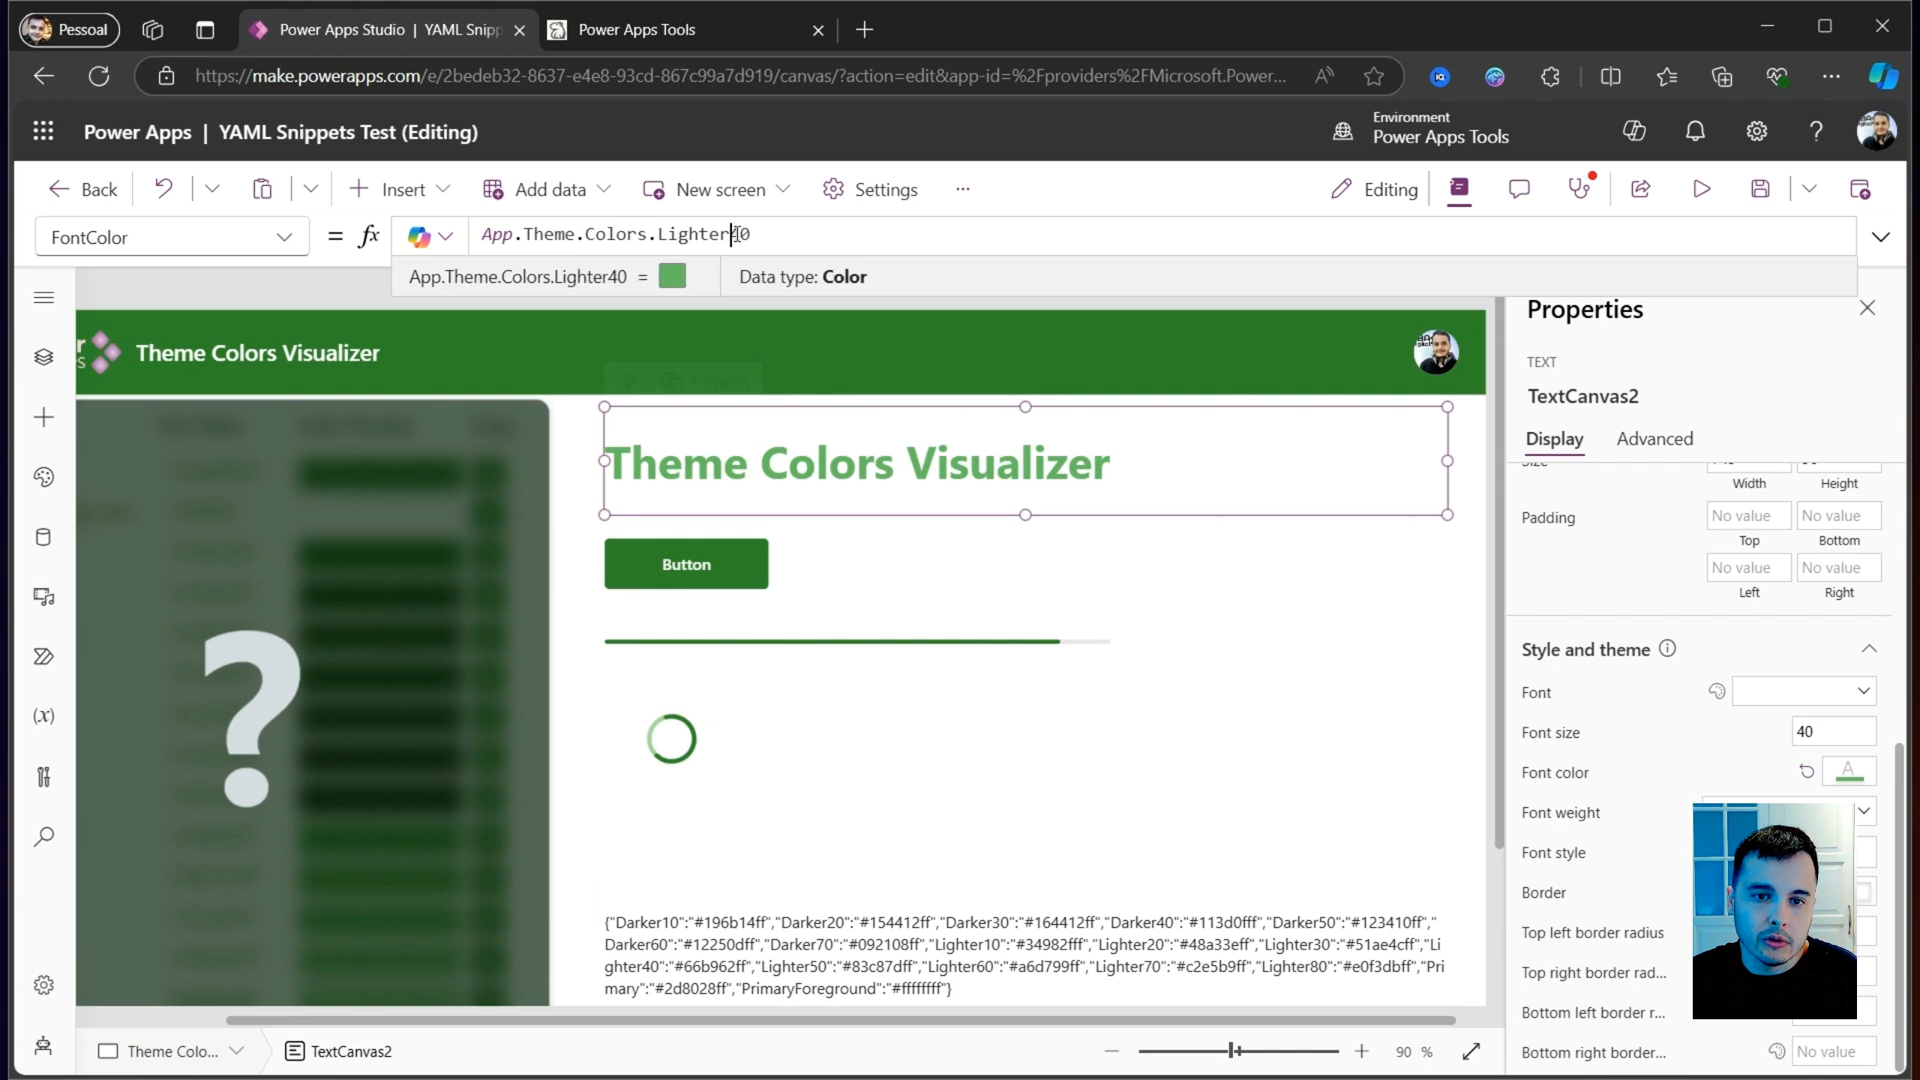 Pessoal
Power Apps Studio | YAML Snipp
Power Apps Tools
https://make.powerapps.com/e/2bedeb32-8637-e4e8-93cd-867c99a7d919/canvas/?action=edit&app-id=%2Fproviders%2FMicrosoft.Power...
Power Apps | YAML Snippets Test (Editing)
Environment
Power Apps Tools
Back
Insert
Add data
New screen
Settings
Editing
FontColor
= fx
App.Theme.Colors.Lighter40
App.Theme.Colors.Lighter40 =
Data type: Color
Theme Colors Visualizer
Theme Colors Visualizer
Button
?
{"Darker10":"#196b14ff","Darker20":"#154412ff","Darker30":"#164412ff","Darker40":"#113d0fff","Darker50":"#123410ff","
Darker60":"#12250dff","Darker70":"#092108ff","Lighter10":"#34982fff","Lighter20":"#48a33eff","Lighter30":"#51ae4cff","Li
ghter40":"#66b962ff","Lighter50":"#83c87dff","Lighter60":"#a6d799ff","Lighter70":"#c2e5b9ff","Lighter80":"#e0f3dbff","Pri
mary":"#2d8028ff","PrimaryForeground":"#ffffffff"}
Properties
TEXT
TextCanvas2
Display
Advanced
Size
Width
Height
Padding
No value
No value
Top
Bottom
No value
No value
Left
Right
Style and theme
Font
Font size
40
Font color
A
Font weight
Font style
Border
Top left border radius
Top right border rad...
Bottom left border r...
Bottom right border...
No value
Theme Colo...
TextCanvas2
90 %